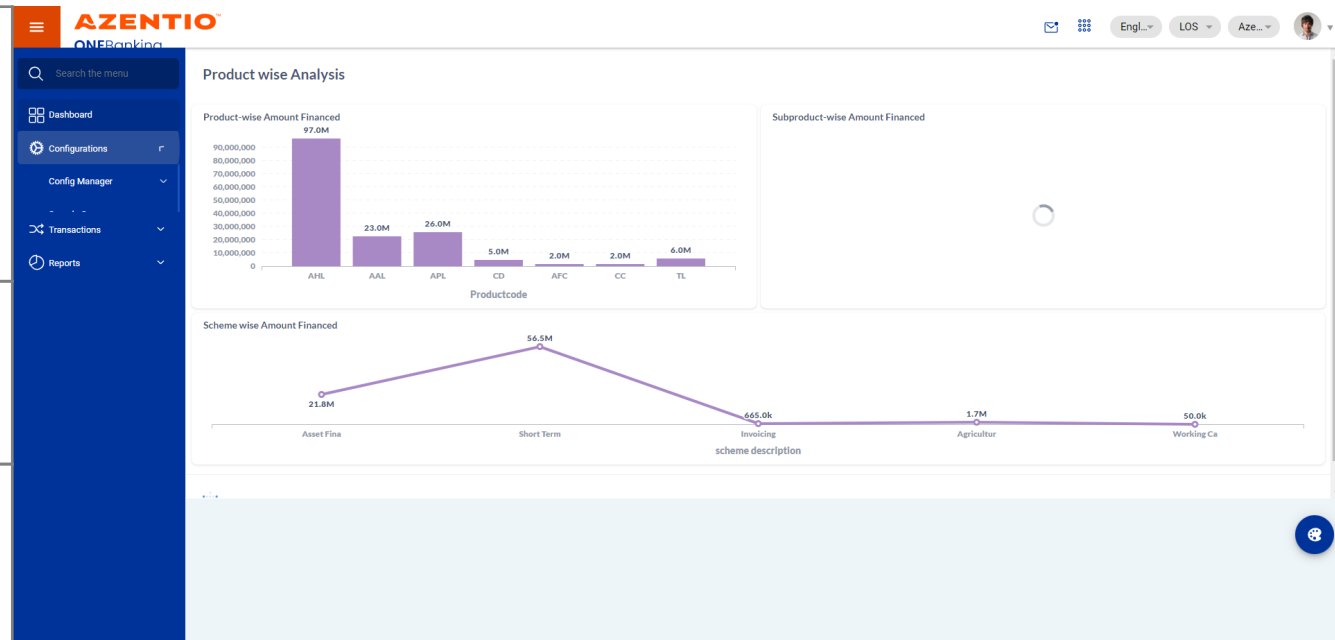 AZENTIO
ONEBanking
Engl...
LOS
Aze...
Search the menu
Dashboard
Configurations
Config Manager
Transactions
Reports
Product wise Analysis
Product-wise Amount Financed
97.0M
90,000,000
80,000,000
70,000,000
60,000,000
50,000,000
40,000,000
30,000,000
20,000,000
10,000,000
0
23.0M
26.0M
5.0M
2.0M
2.0M
6.0M
AHL AAL APL CD AFC CC TL
Productcode
Subproduct-wise Amount Financed
Scheme wise Amount Financed
56.5M
21.8M
665.0k
1.7M
50.0k
Asset Fina Short Term Invoicing Agricultur Working Ca
scheme description